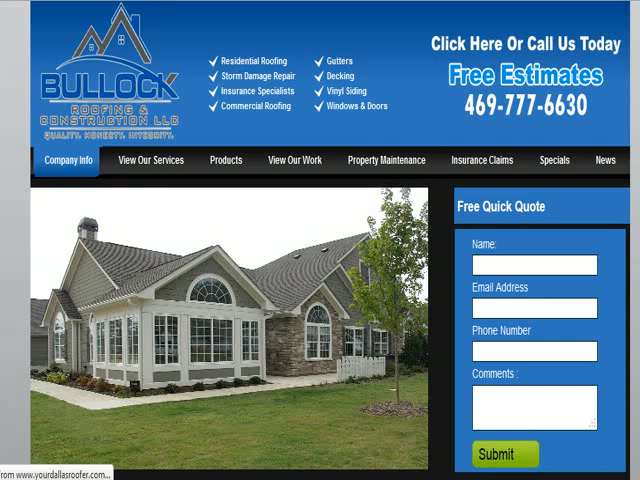 BULLOCK
ROOFING &
CONSTRUCTION LLC
QUALITY. HONESTY. INTEGRITY.
Residential Roofing
Storm Damage Repair
Insurance Specialists
Commercial Roofing
Gutters
Decking
Vinyl Siding
Windows & Doors
Click Here Or Call Us Today
Free Estimates
469-777-6630
Company Info View Our Services Products View Our Work Property Maintenance Insurance Claims Specials News
Free Quick Quote
Name:
Email Address
Phone Number
Comments :
Submit
from www.yourdallasroofer.com...